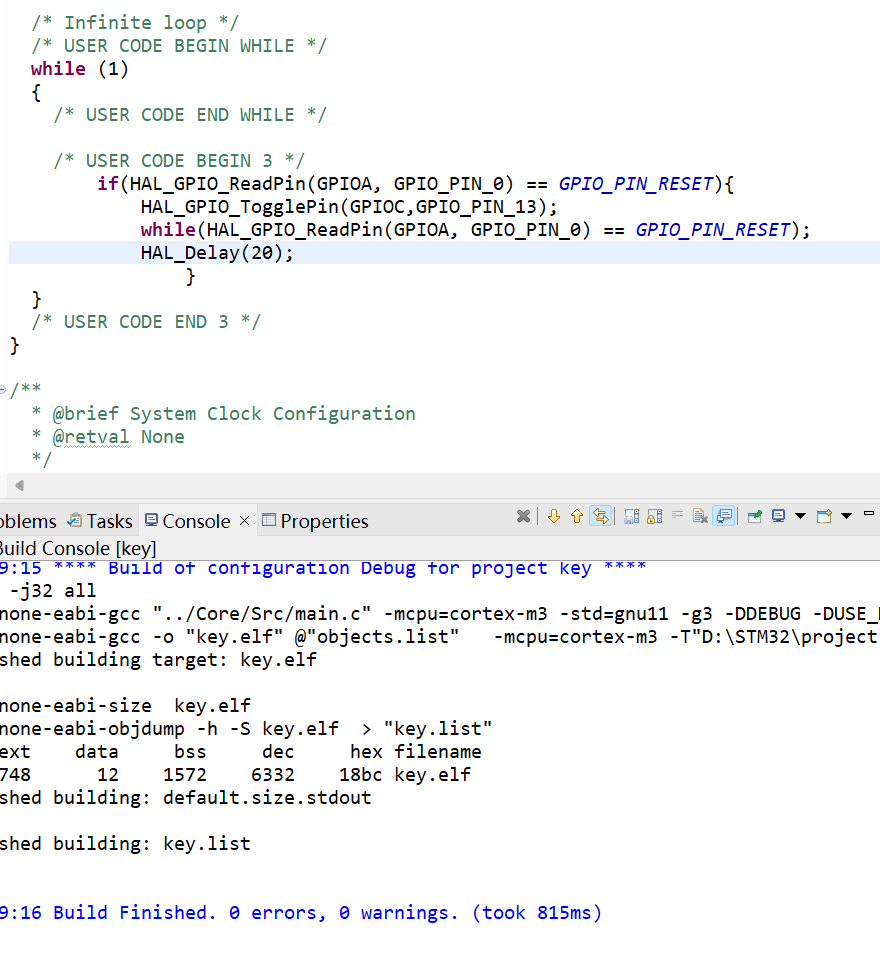 /* Infinite loop */
/* USER CODE BEGIN WHILE */
while (1)
{
/* USER CODE END WHILE */
/* USER CODE BEGIN 3 */
if(HAL_GPIO_ReadPin(GPIOA, GPIO_PIN_0) == GPIO_PIN_RESET){
HAL_GPIO_TogglePin(GPIOC,GPIO_PIN_13);
while(HAL_GPIO_ReadPin(GPIOA, GPIO_PIN_0) == GPIO_PIN_RESET);
HAL_Delay(20);
}
}
/* USER CODE END 3 */
}
/**
* @brief System Clock Configuration
* @retval None
*/
oblems Tasks Console Properties
Build Console [key]
9:15 **** Build of configuration Debug for project key ****
-j32 all
none-eabi-gcc "../Core/Src/main.c" -mcpu=cortex-m3 -std=gnu11 -g3 -DDEBUG -DUSE_
none-eabi-gcc -o "key.elf" @"objects.list" -mcpu=cortex-m3 -T"D:\STM32\project
shed building target: key.elf
none-eabi-size key.elf
none-eabi-objdump -h -S key.elf > "key.list"
ext data bss dec hex filename
748 12 1572 6332 18bc key.elf
shed building: default.size.stdout
shed building: key.list
9:16 Build Finished. 0 errors, 0 warnings. (took 815ms)